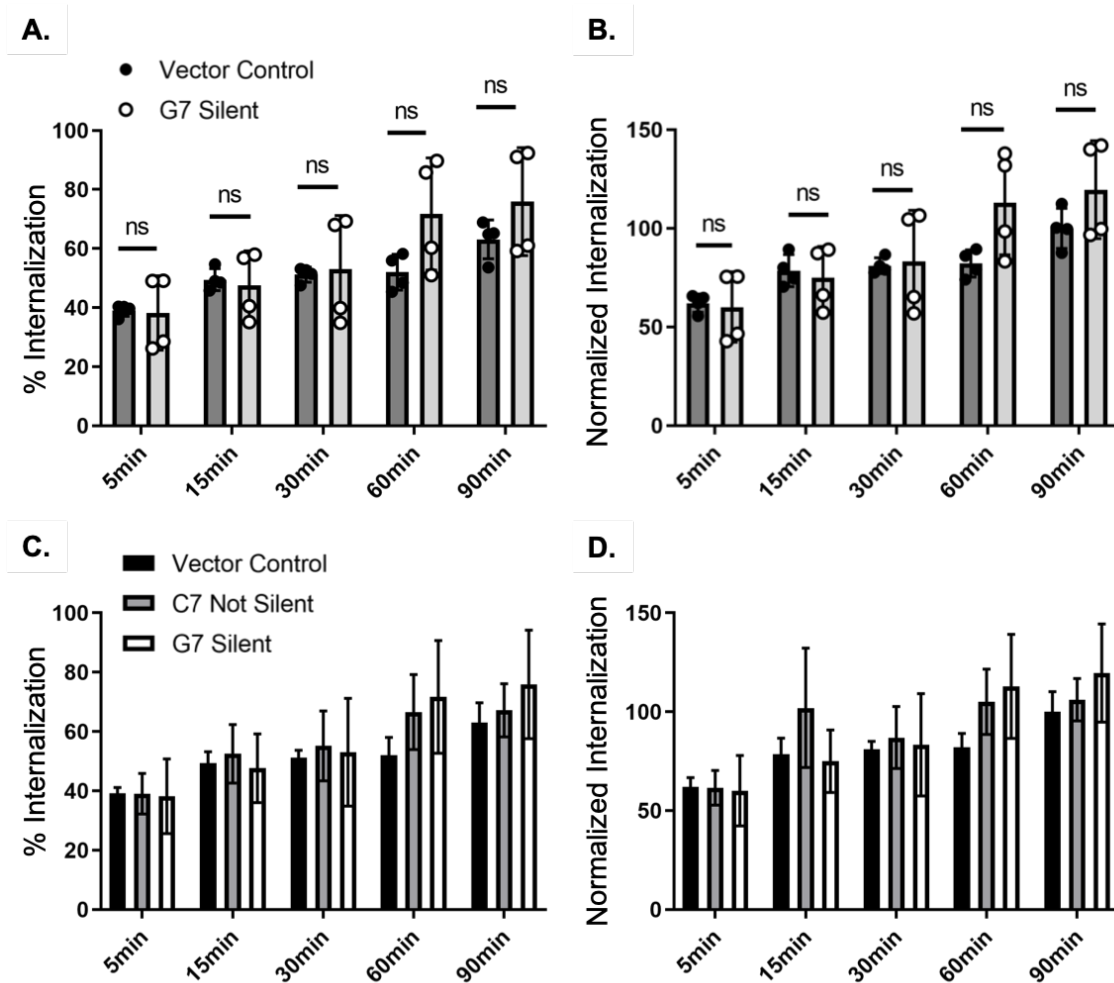 A.
Vector Control
G7 Silent
% Internalization
100
80
60
40
20
0
ns
ns
ns
ns
ns
5min
15min
30min
60min
90min
B.
Normalized Internalization
150
100
50
0
ns
ns
ns
ns
ns
5min
15min
30min
60min
90min
C.
Vector Control
C7 Not Silent
G7 Silent
% Internalization
100
80
60
40
20
0
5min
15min
30min
60min
90min
D.
Normalized Internalization
150
100
50
0
5min
15min
30min
60min
90min